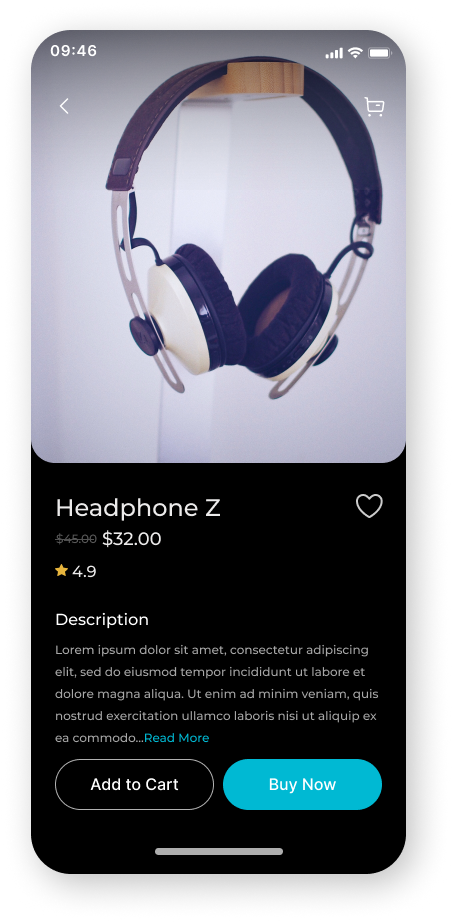 09:46
Headphone Z
$45.00 $32.00
4.9
Description
Lorem ipsum dolor sit amet, consectetur adipiscing
elit, sed do eiusmod tempor incididunt ut labore et
dolore magna aliqua. Ut enim ad minim veniam, quis
nostrud exercitation ullamco laboris nisi ut aliquip ex
ea commodo...Read More
Add to Cart
Buy Now